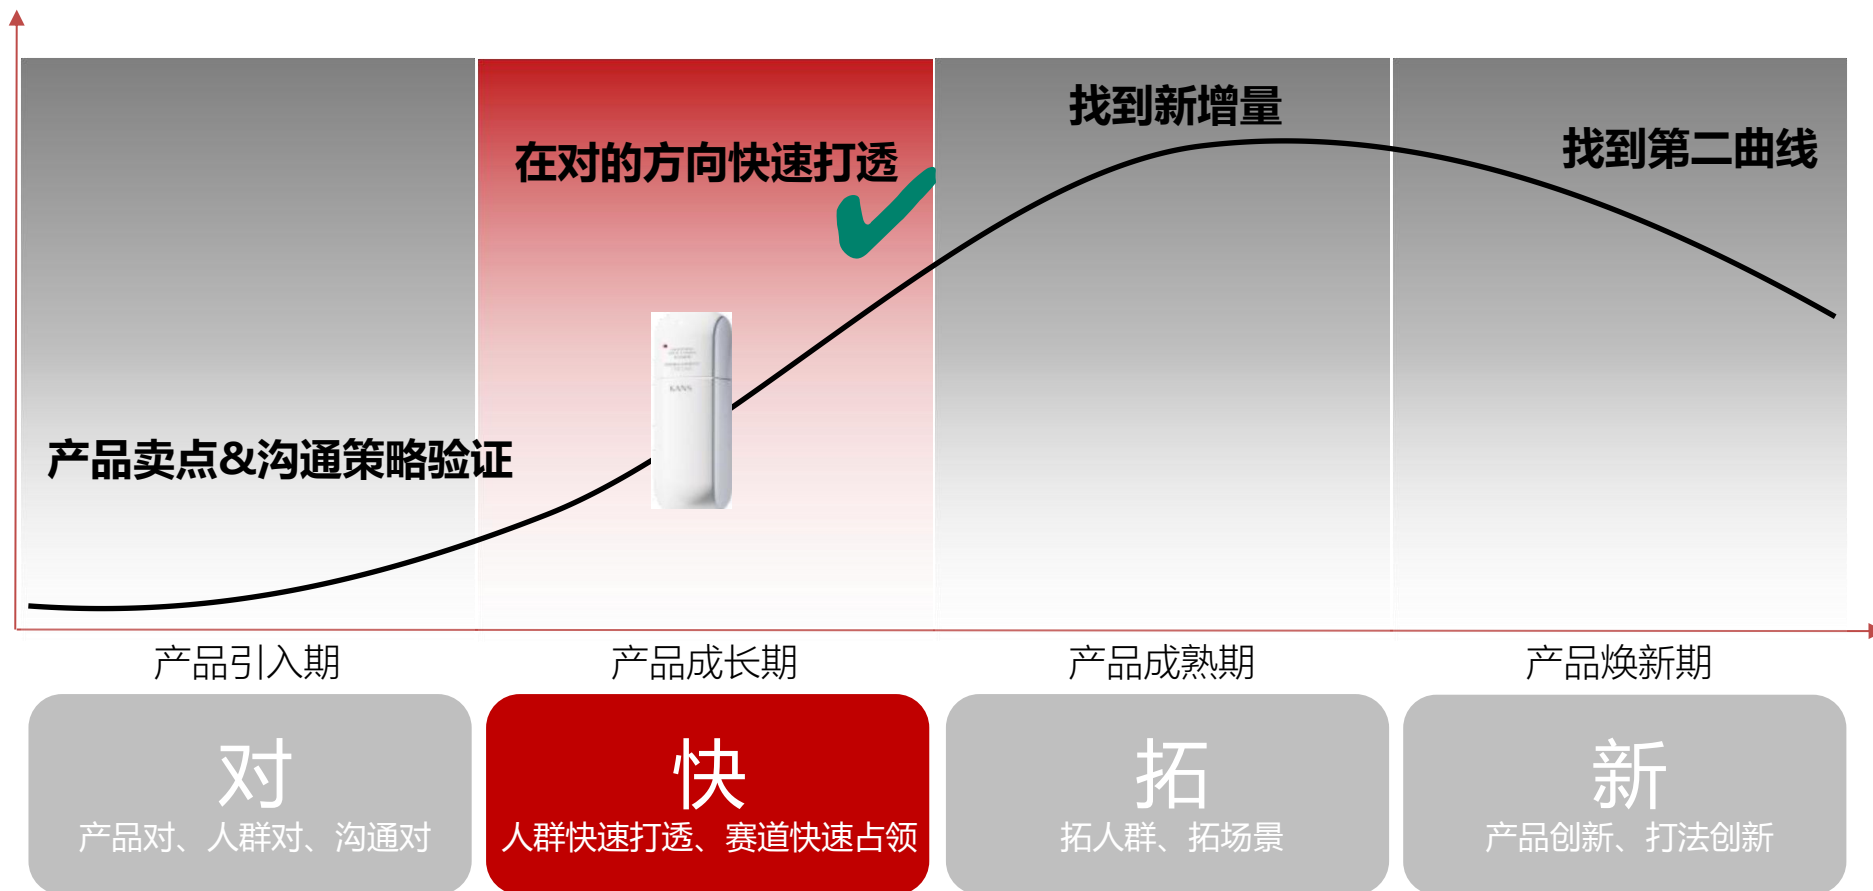 找到新增量
找到第二曲线
在对的方向快速打透
KANS
产品卖点&沟通策略验证
产品引入期
产品成长期
产品成熟期
产品焕新期
对
产品对、人群对、沟通对
快
人群快速打透、赛道快速占领
拓
拓人群、拓场景
新
产品创新、打法创新